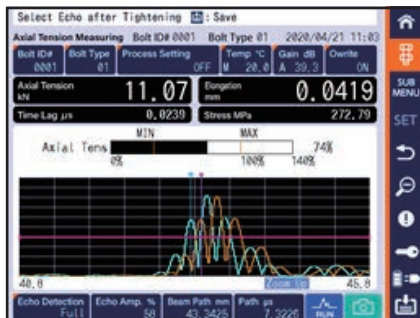 Select Echo after Tightening : Save
Axial Tension Measuring Bolt ID# 0001 Bolt Type 01 2020/04/21 11:03
Bolt ID# 0001 Bolt Type 01 Process Setting OFF Temp °C M 20.0 Gain dB A 39.3 Owrite ON
Axial Tension kN 11.07 Elongation mm 0.0419
Time Lag μs 0.0239 Stress MPa 272.79
MIN MAX
Axial Tens 74%
0% 100% 140%
40.8 Zoom Up 45.8
Echo Detection Full Echo Amp. % 58 Beam Path mm 43.3425 Path μs 7.3226 RUN
SUB MENU
SET